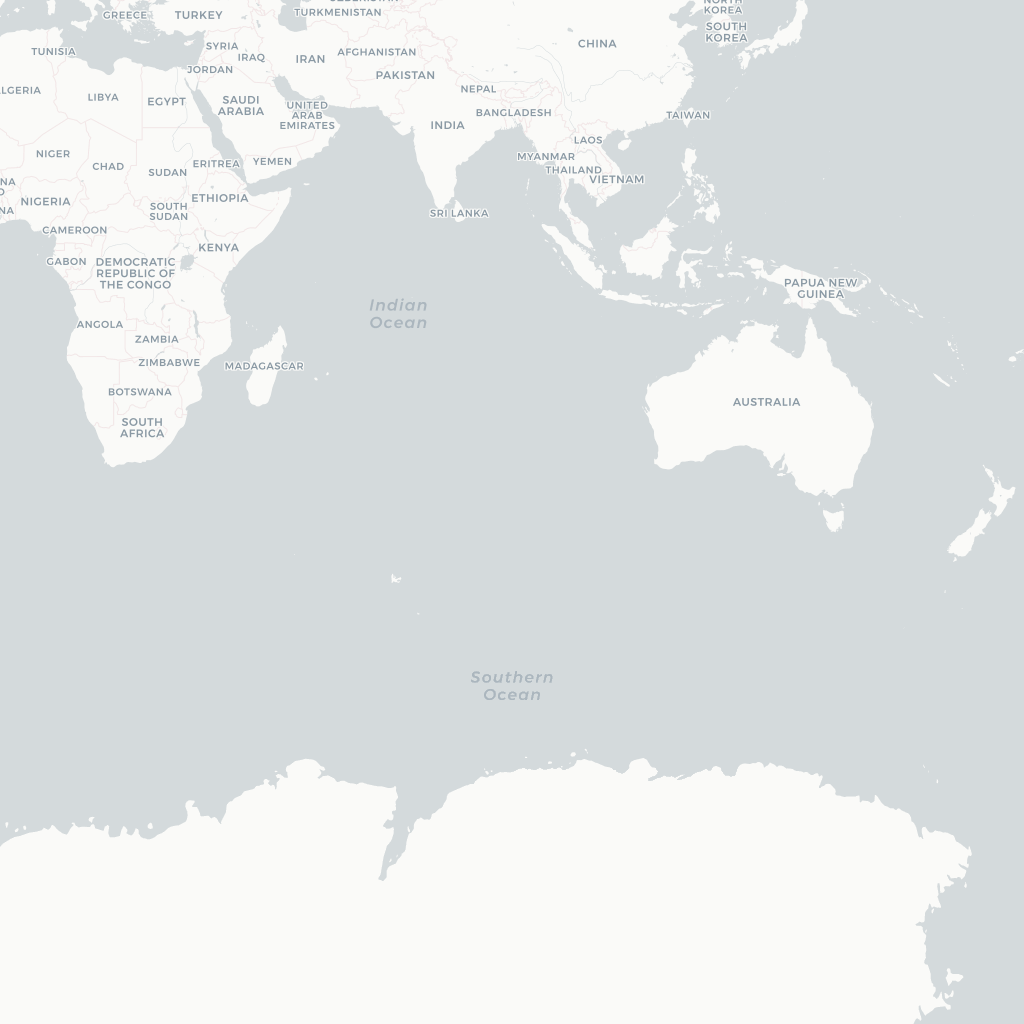 NORTH
KOREA
SOUTH
KOREA
GREECE
TURKEY
UZBEKISTAN
TURKMENISTAN
TUNISIA
SYRIA
IRAQ
IRAN
AFGHANISTAN
CHINA
JORDAN
PAKISTAN
LGERIA
LIBYA
EGYPT
SAUDI
ARABIA
UNITED
ARAB
EMIRATES
NEPAL
BANGLADESH
INDIA
TAIWAN
LAOS
MYANMAR
THAILAND
VIETNAM
NIGER
CHAD
SUDAN
ERITREA
YEMEN
NIGERIA
SOUTH
SUDAN
ETHIOPIA
SRI LANKA
CAMEROON
KENYA
GABON
DEMOCRATIC
REPUBLIC OF
THE CONGO
Indian
Ocean
PAPUA NEW
GUINEA
ANGOLA
ZAMBIA
ZIMBABWE
MADAGASCAR
BOTSWANA
AUSTRALIA
SOUTH
AFRICA
Southern
Ocean